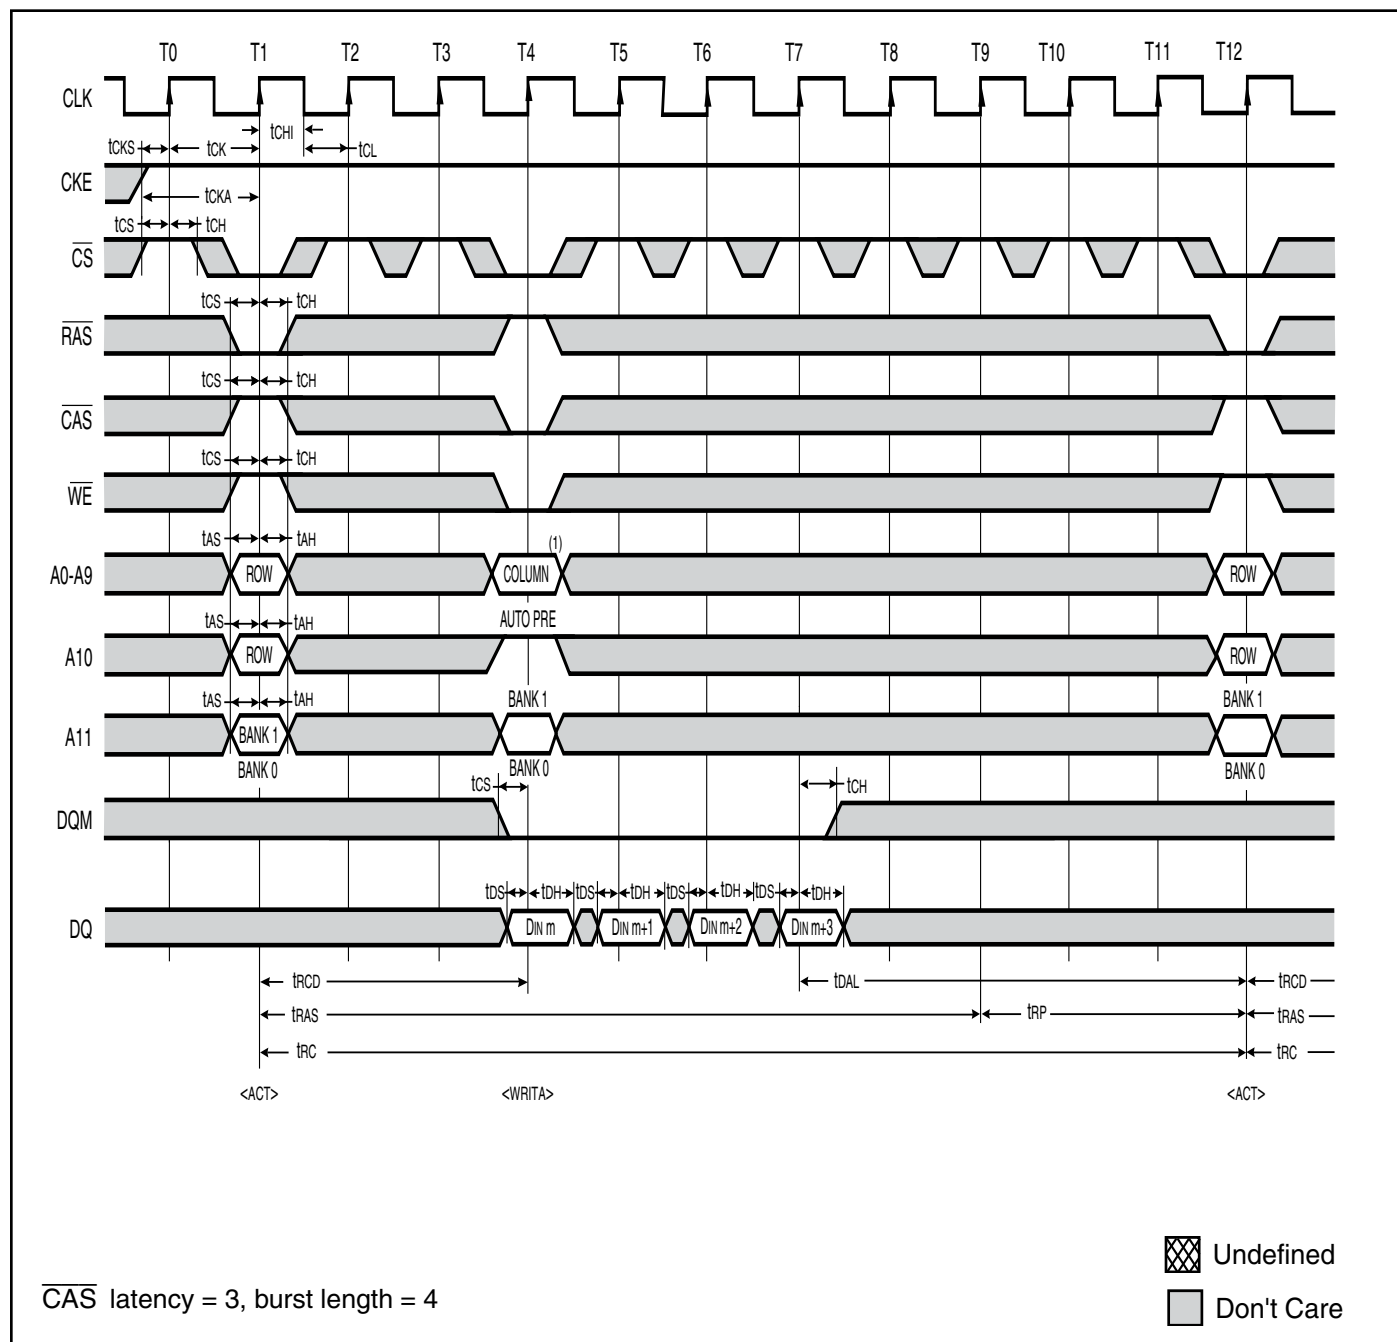 T0 T1 T2 T3 T4 T5 T6 T7 T8 T9 T10 T11 T12
CLK
tCHI
tCKS tCK tCL
CKE
tCKA
tCS tCH
CS
tCS tCH
RAS
tCS tCH
CAS
tCS tCH
WE
tAS tAH (1)
A0-A9 ROW COLUMN ROW
tAS tAH AUTO PRE
A10 ROW ROW
tAS tAH BANK 1 BANK 1
A11 BANK 1
BANK 0 BANK 0 BANK 0
tCS tCH
DQM
tDS tDH tDS tDH tDS tDH tDS tDH
DQ DIN m DIN m+1 DIN m+2 DIN m+3
tRCD tDAL tRCD
tRAS tRP tRAS
tRC tRC
<ACT> <WRITA> <ACT>
Undefined
CAS latency = 3, burst length = 4
Don't Care